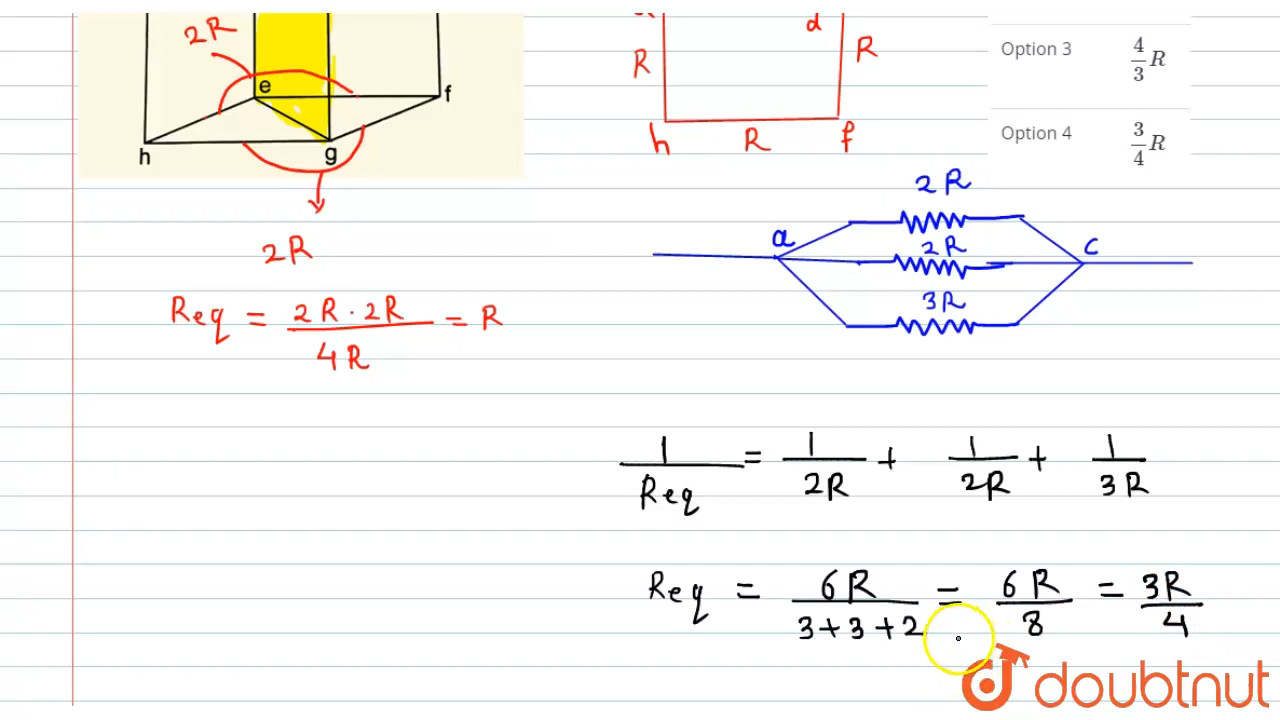 2R
e
f
h
g
2R
Req = 2R · 2R / 4R = R
d
R
R
h
R
f
Option 3 4/3 R
Option 4 3/4 R
2R
a
2R
c
3R
1/Req = 1/2R + 1/2R + 1/3R
Req = 6R / 3+3+2 = 6R/8 = 3R/4
doubtnut